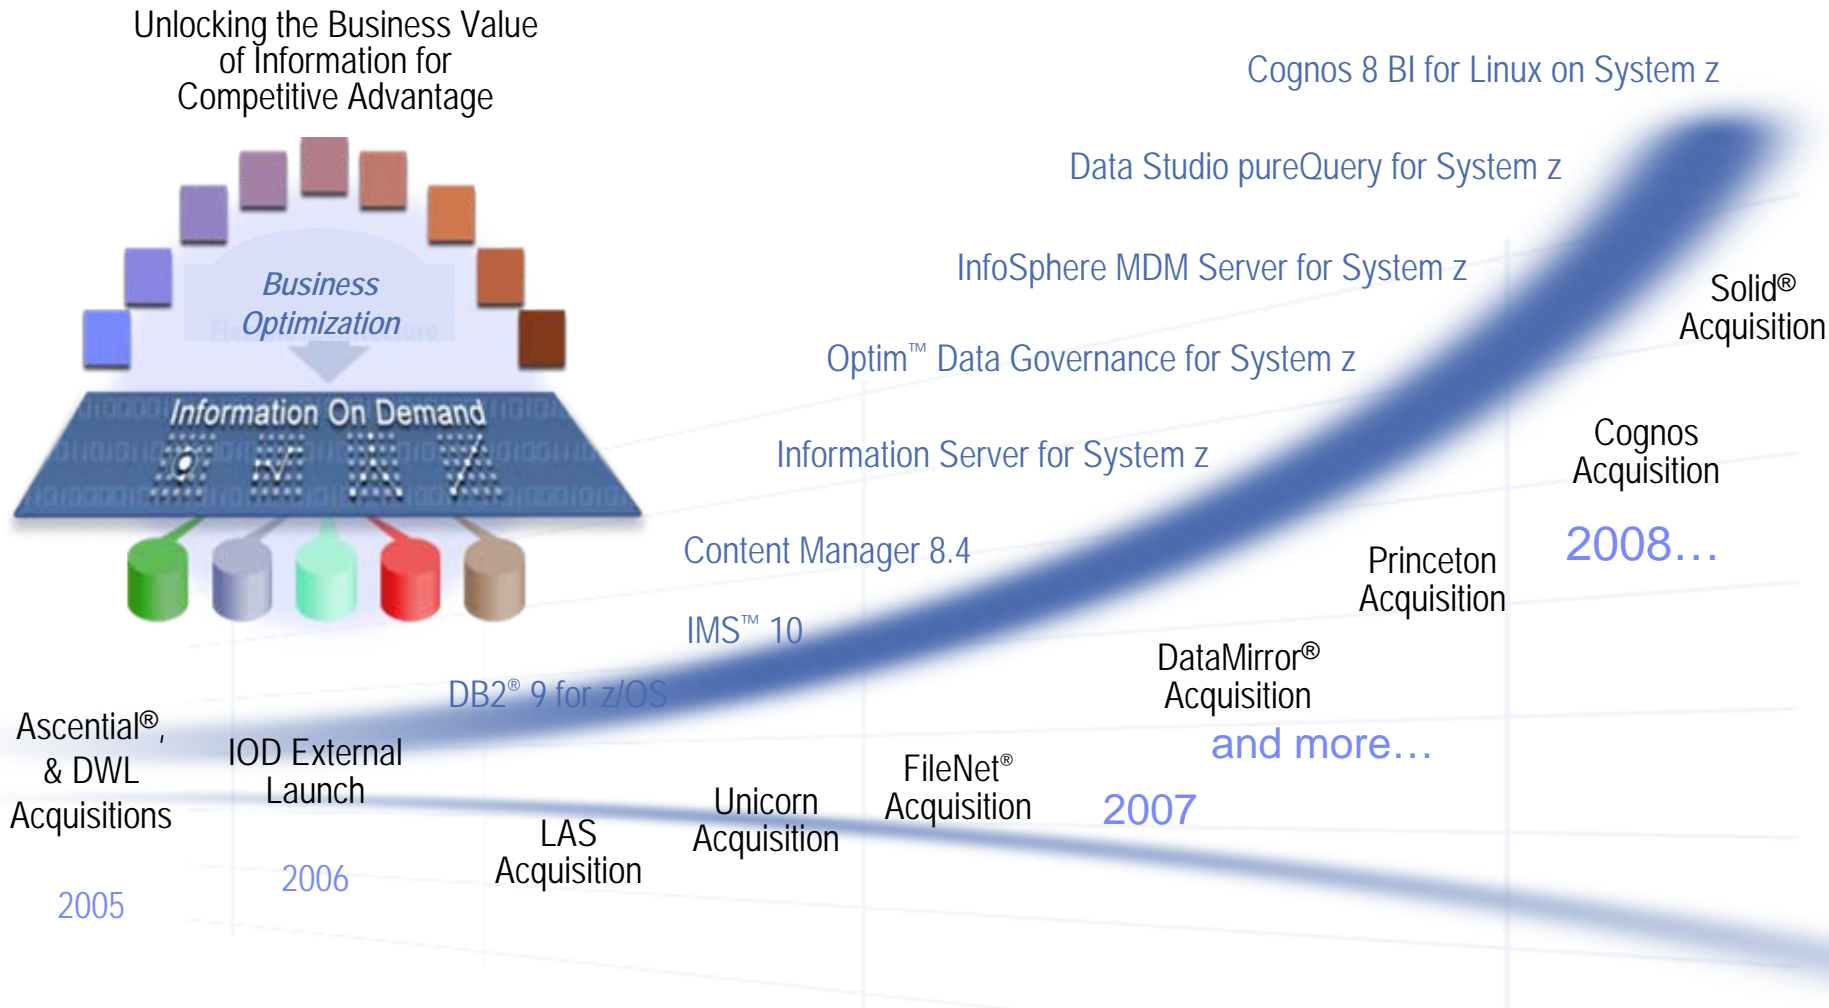 Unlocking the Business Value
of Information for
Competitive Advantage
Business
Optimization
Information On Demand
Cognos 8 BI for Linux on System z
Data Studio pureQuery for System z
InfoSphere MDM Server for System z
Optim™ Data Governance for System z
Information Server for System z
Content Manager 8.4
IMS™ 10
DB2® 9 for z/OS
Ascential®,
& DWL
Acquisitions
2005
IOD External
Launch
2006
LAS
Acquisition
Unicorn
Acquisition
FileNet®
Acquisition
2007
DataMirror®
Acquisition
and more…
Princeton
Acquisition
Cognos
Acquisition
2008…
Solid®
Acquisition